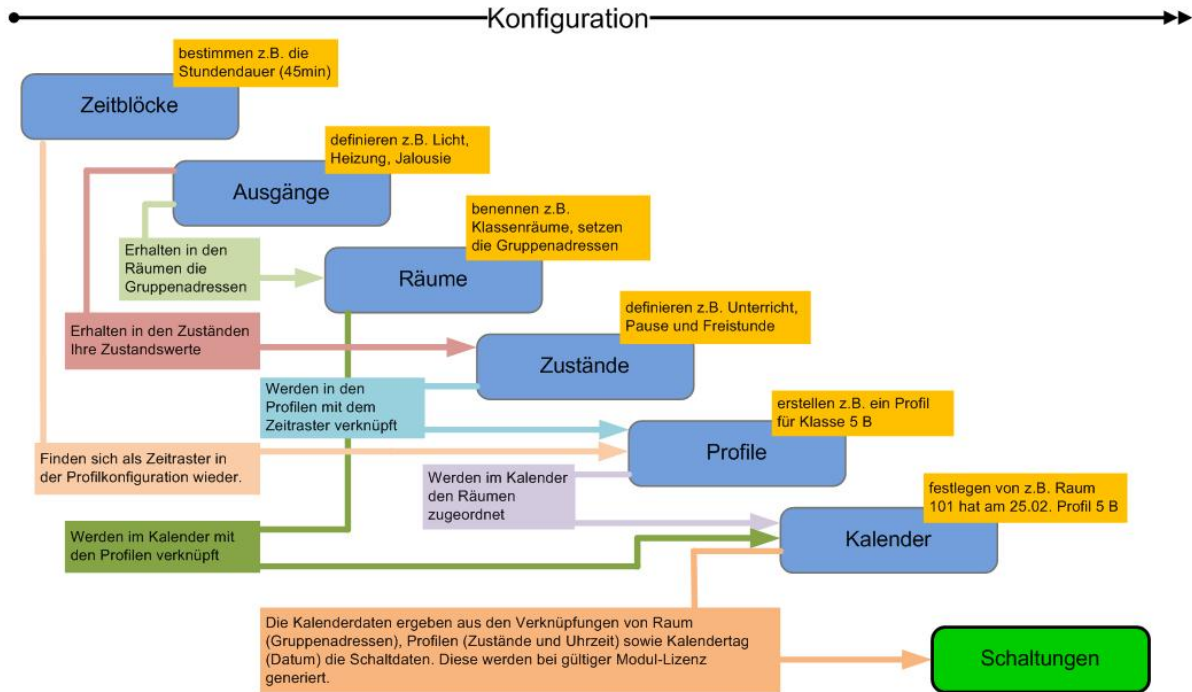 Konfiguration
bestimmen z.B. die
Stundendauer (45min)
Zeitblöcke
definieren z.B. Licht,
Heizung, Jalousie
Ausgänge
benennen z.B.
Klassenräume, setzen
die Gruppenadressen
Erhalten in den
Räumen die
Gruppenadressen
Räume
definieren z.B. Unterricht,
Pause und Freistunde
Erhalten in den Zuständen
Ihre Zustandswerte
Zustände
Werden in den
Profilen mit dem
Zeitraster verknüpft
erstellen z.B. ein Profil
für Klasse 5 B
Profile
Finden sich als Zeitraster in
der Profilkonfiguration wieder.
Werden im Kalender
den Räumen
zugeordnet
festlegen von z.B. Raum
101 hat am 25.02. Profil 5 B
Kalender
Werden im Kalender mit
den Profilen verknüpft
Die Kalenderdaten ergeben aus den Verknüpfungen von Raum
(Gruppenadressen), Profilen (Zustände und Uhrzeit) sowie Kalendertag
(Datum) die Schaltdaten. Diese werden bei gültiger Modul-Lizenz
generiert.
Schaltungen